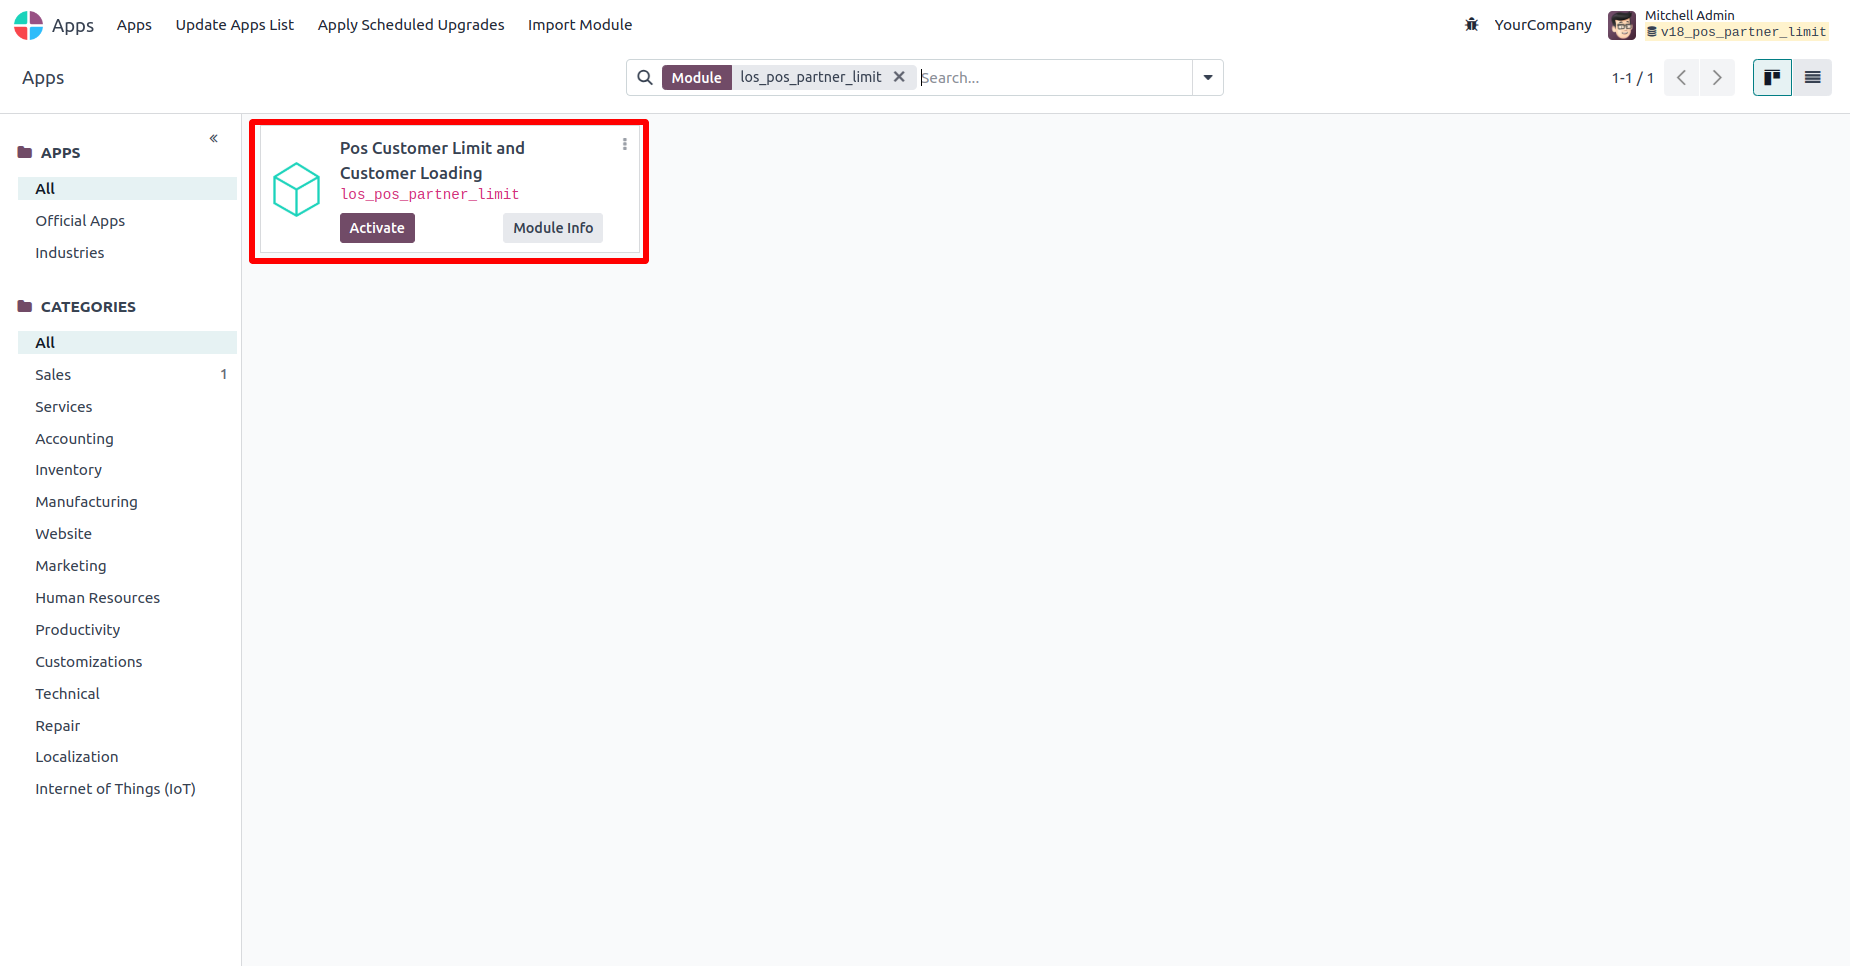 Apps Apps Update Apps List Apply Scheduled Upgrades Import Module YourCompany Mitchell Admin
v18_pos_partner_limit
Apps Module los_pos_partner_limit Search... 1-1 / 1
APPS
All
Official Apps
Industries
CATEGORIES
All
Sales 1
Services
Accounting
Inventory
Manufacturing
Website
Marketing
Human Resources
Productivity
Customizations
Technical
Repair
Localization
Internet of Things (IoT)
Pos Customer Limit and
Customer Loading
los_pos_partner_limit
Activate Module Info